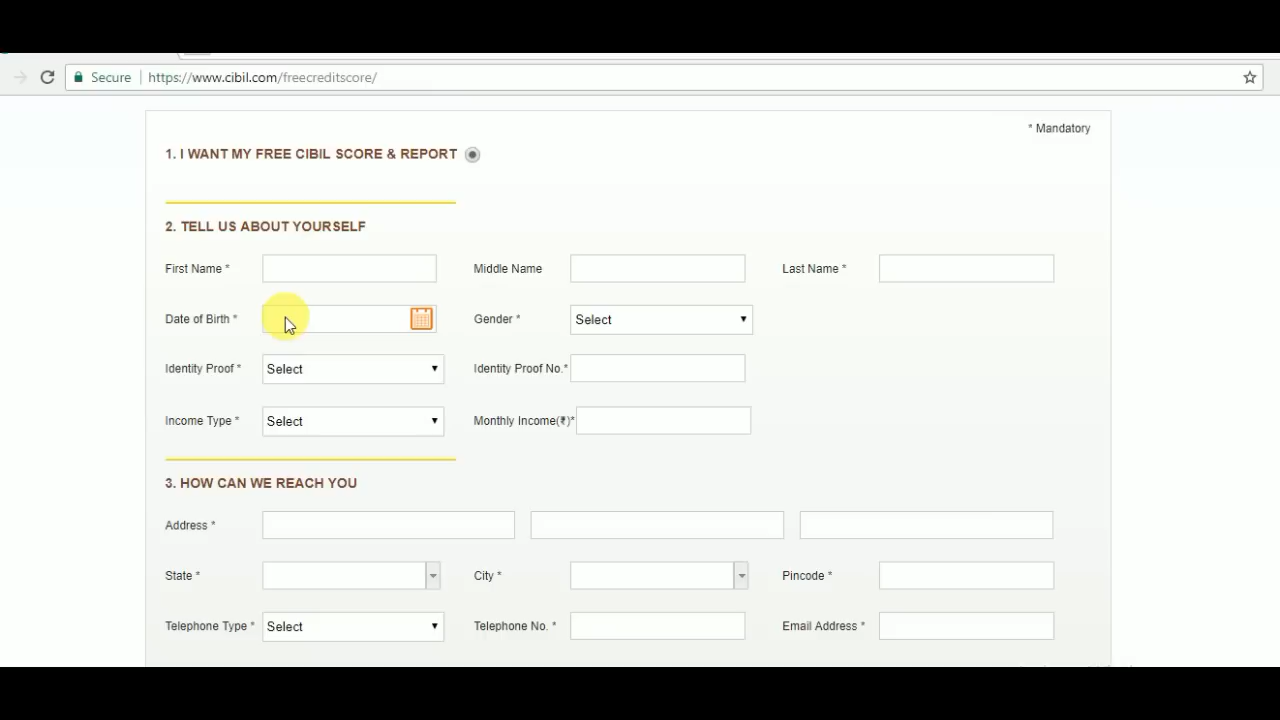 Secure https://www.cibil.com/freecreditscore/
* Mandatory
1. I WANT MY FREE CIBIL SCORE & REPORT
2. TELL US ABOUT YOURSELF
First Name * Middle Name Last Name *
Date of Birth * Gender * Select
Identity Proof * Select Identity Proof No.*
Income Type * Select Monthly Income(₹)*
3. HOW CAN WE REACH YOU
Address *
State * City * Pincode *
Telephone Type * Select Telephone No. * Email Address *